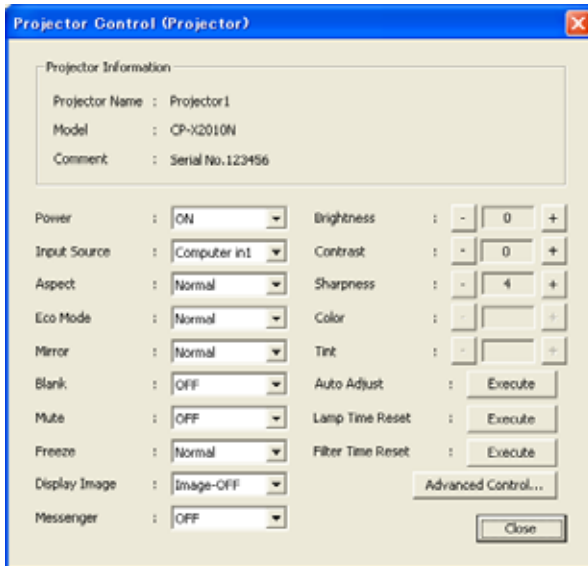 Projector Control (Projector)
Projector Information
Projector Name : Projector1
Model : CP-X2010N
Comment : Serial No.123456
Power : ON
Input Source : Computer in1
Aspect : Normal
Eco Mode : Normal
Mirror : Normal
Blank : OFF
Mute : OFF
Freeze : Normal
Display Image : Image-OFF
Messenger : OFF
Brightness : - 0 +
Contrast : - 0 +
Sharpness : - 4 +
Color : - +
Tint : - +
Auto Adjust : Execute
Lamp Time Reset : Execute
Filter Time Reset : Execute
Advanced Control...
Close